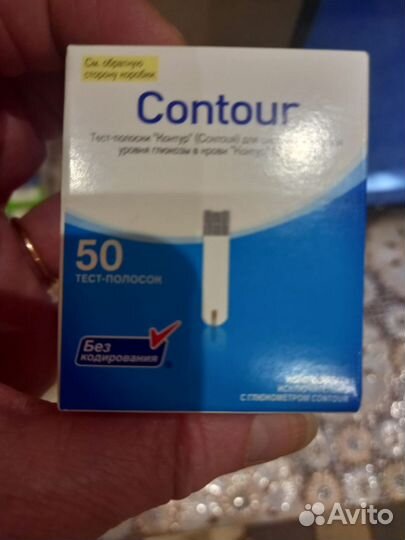 См. обратную
сторону коробки
Contour
Тест-полоски "Контур" (Contour) для
уровня глюкозы в крови "Контур"
50
ТЕСТ-ПОЛОСОК
Без
кодирования
С ГЛЮКОМЕТРОМ CONTOUR
Avito